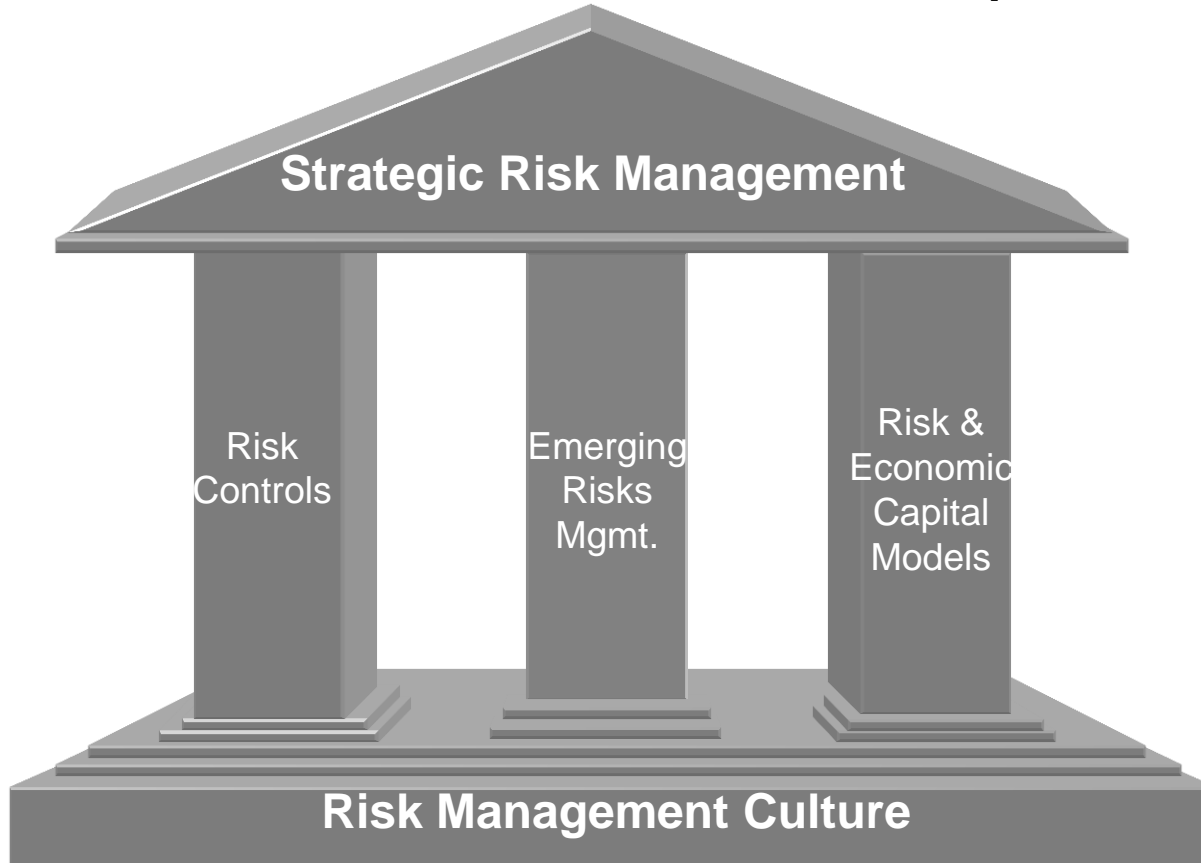 Strategic Risk Management
Risk
Controls
Emerging
Risks
Mgmt.
Risk &
Economic
Capital
Models
Risk Management Culture